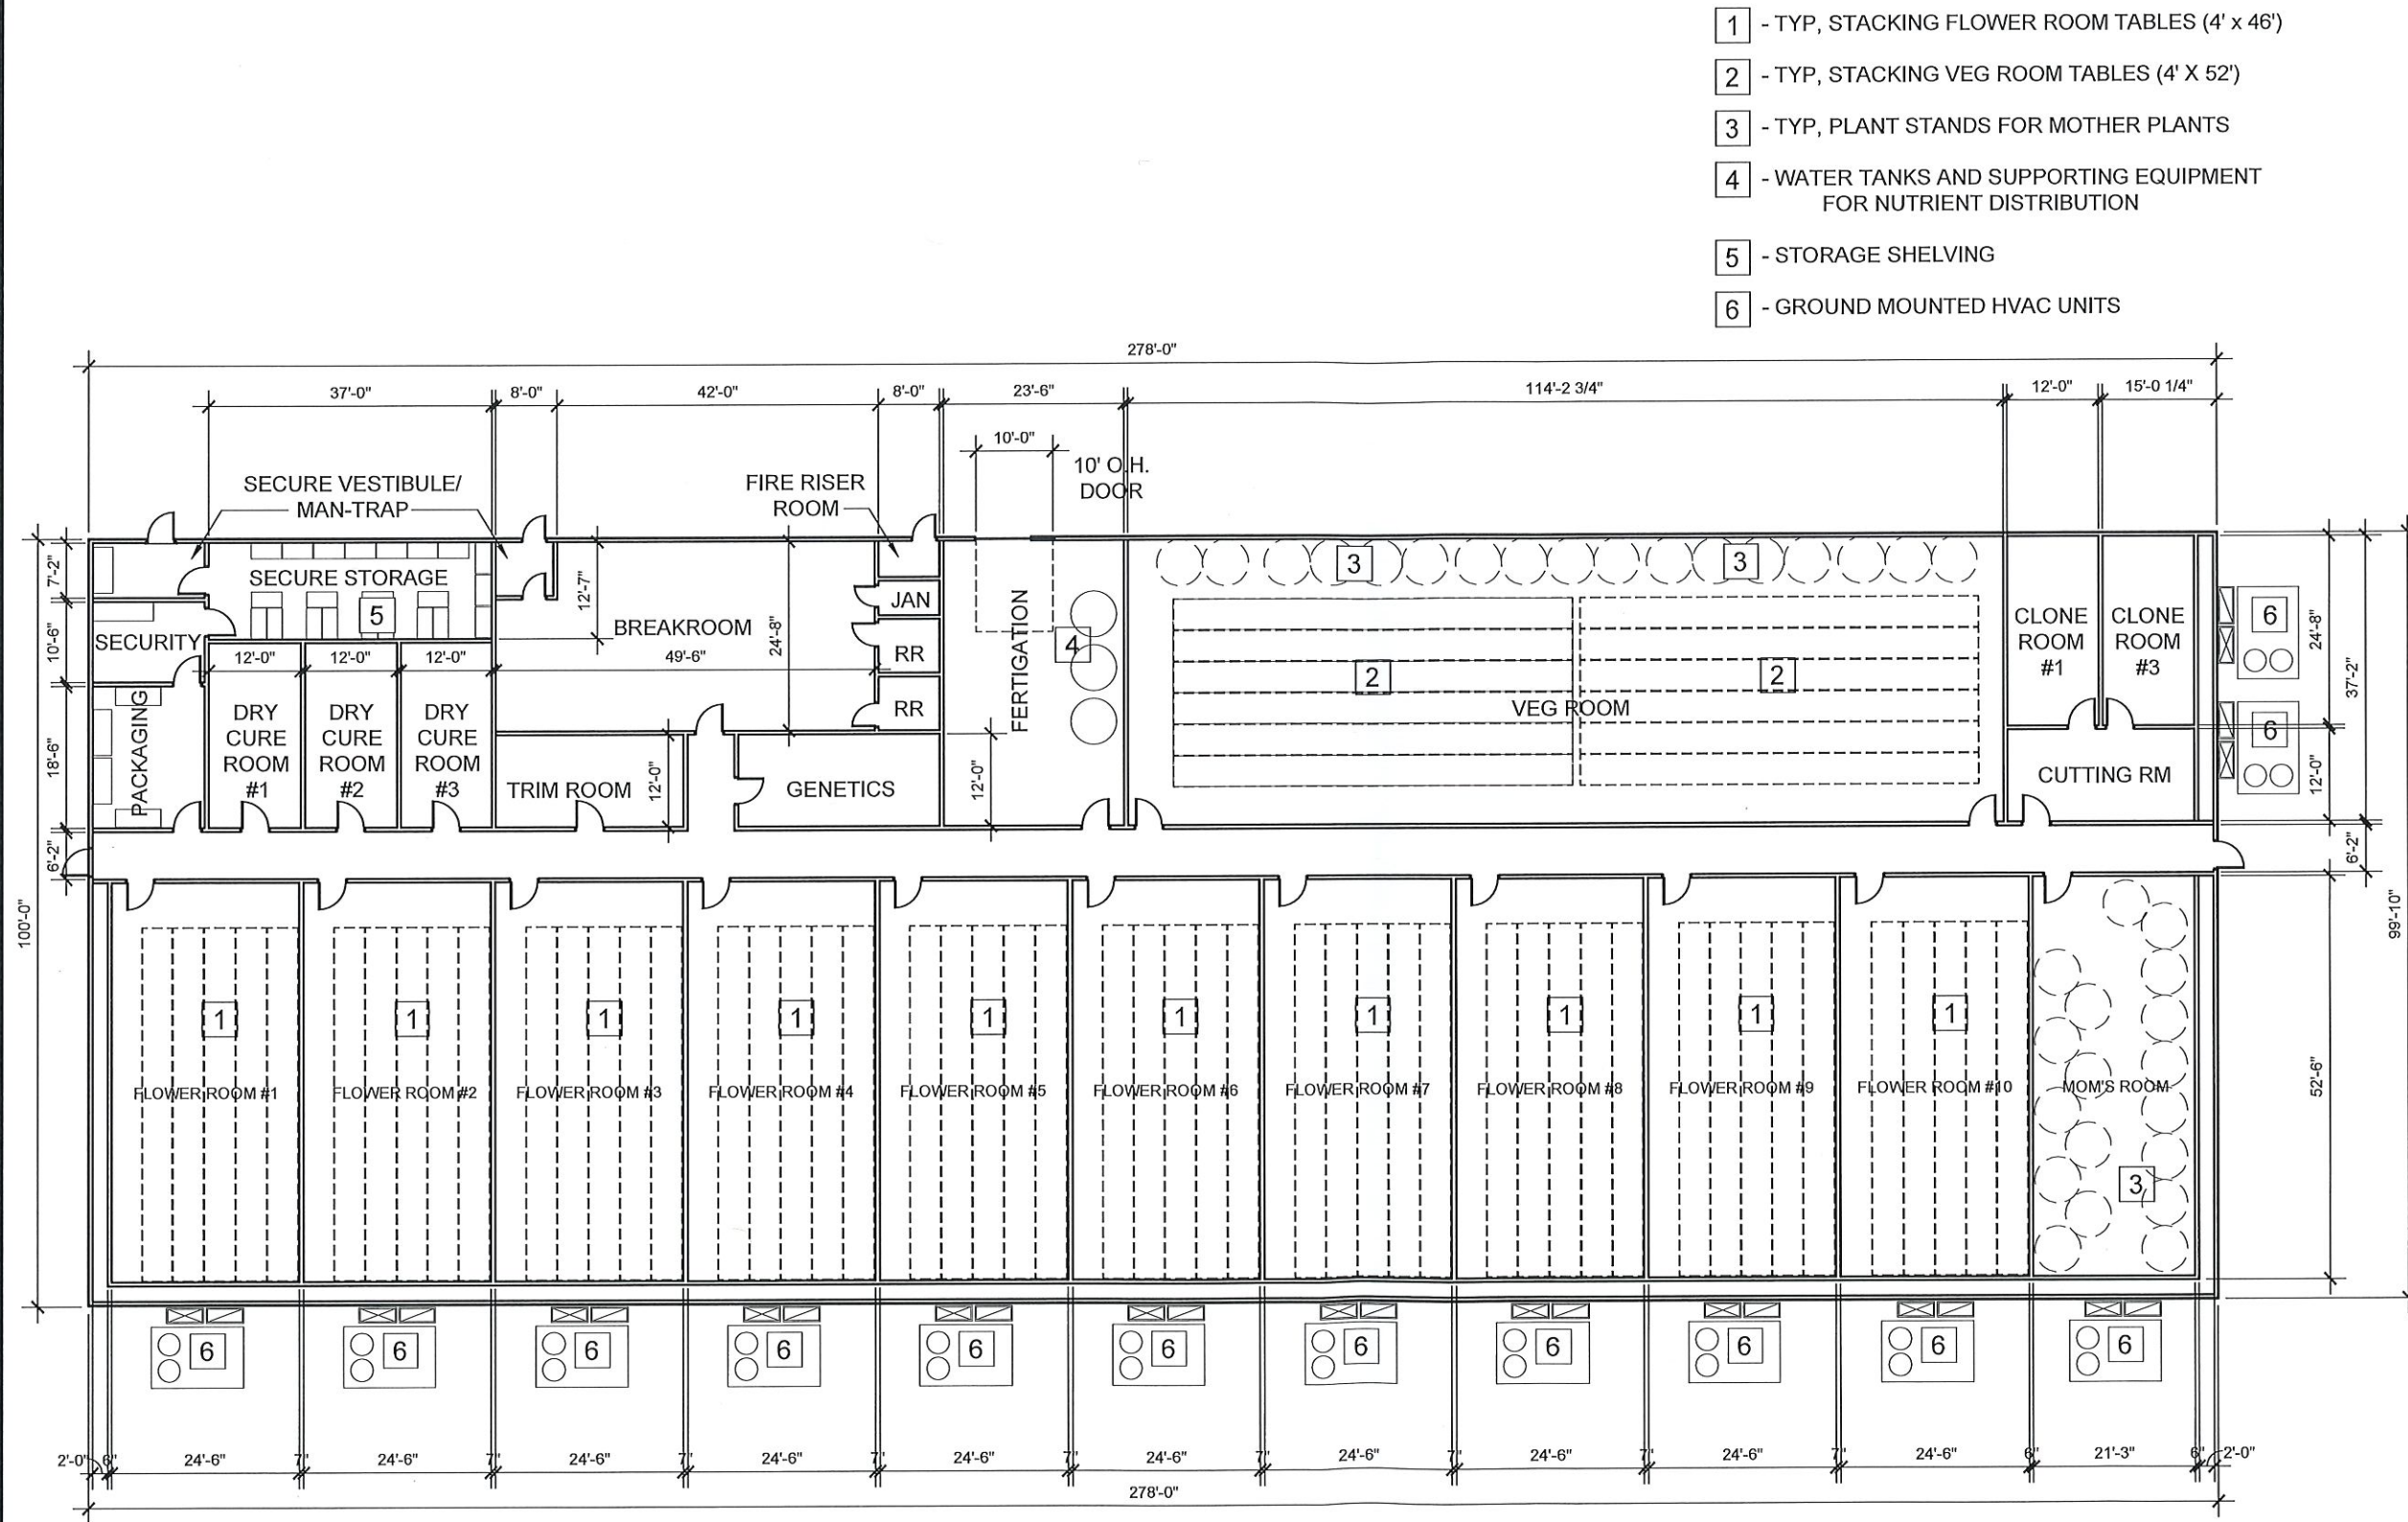 1 - TYP, STACKING FLOWER ROOM TABLES (4' x 46')
2 - TYP, STACKING VEG ROOM TABLES (4' X 52')
3 - TYP, PLANT STANDS FOR MOTHER PLANTS
4 - WATER TANKS AND SUPPORTING EQUIPMENT
FOR NUTRIENT DISTRIBUTION
5 - STORAGE SHELVING
6 - GROUND MOUNTED HVAC UNITS
278'-0"
37'-0" 8'-0" 42'-0" 8'-0" 23'-6" 114'-2 3/4" 12'-0" 15'-0 1/4"
10'-0"
10' O.H.
DOOR
SECURE VESTIBULE/
MAN-TRAP
FIRE RISER
ROOM
7'-2"
10'-6"
18'-6"
6'-2"
100'-0"
SECURE STORAGE
5
SECURITY
PACKAGING
12'-0" 12'-0" 12'-0"
DRY
CURE
ROOM
#1
DRY
CURE
ROOM
#2
DRY
CURE
ROOM
#3
12'-7"
BREAKROOM
24'-8"
49'-6"
JAN
RR
RR
TRIM ROOM
12'-0"
GENETICS
FERTIGATION
4
12'-0"
3 3
2 2
VEG ROOM
CLONE
ROOM
#1
CLONE
ROOM
#3
CUTTING RM
6
6
24'-8"
12'-0"
37'-2"
6'-2"
99'-10"
52'-6"
1 1 1 1 1 1 1 1 1 1
FLOWER ROOM #1 FLOWER ROOM #2 FLOWER ROOM #3 FLOWER ROOM #4 FLOWER ROOM #5 FLOWER ROOM #6 FLOWER ROOM #7 FLOWER ROOM #8 FLOWER ROOM #9 FLOWER ROOM #10 MOM'S ROOM
3
6 6 6 6 6 6 6 6 6 6 6
2'-0" 6" 24'-6" 7" 24'-6" 7" 24'-6" 7" 24'-6" 7" 24'-6" 7" 24'-6" 7" 24'-6" 7" 24'-6" 7" 24'-6" 7" 24'-6" 6" 21'-3" 6" 2'-0"
278'-0"